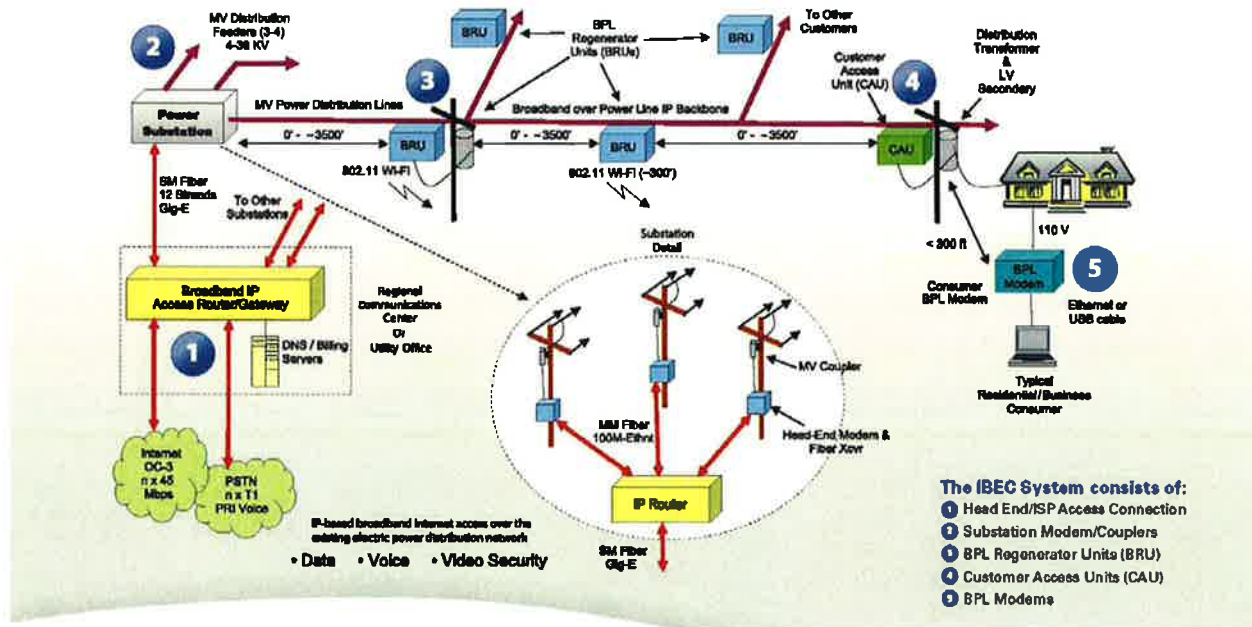 2
MV Distribution
Feeders (3-4)
4-36 KV
BRU
BPL
Regenerator
Units (BRUs)
BRU
To Other
Customers
Distribution
Transformer
&
LV
Secondary
Customer
Access
Unit (CAU)
3
4
Power
Substation
MV Power Distribution Lines
Broadband over Power Line IP Backbone
0' - ~3500'
BRU
0' - ~3500'
BRU
0' - ~3500'
CAU
802.11 WI-FI
802.11 WI-FI (~300')
SM Fiber
12 Strands
Gig-E
To Other
Substations
Substation
Detail
< 300 ft
110 V
BPL
Modem
5
Consumer
BPL Modem
Ethernet or
USB cable
Broadband IP
Access Router/Gateway
Regional
Communications
Center
Or
Utility Office
1
DNS / Billing
Servers
MV Coupler
Typical
Residential/Business
Consumer
MM Fiber
100M-Ethnt
Head-End Modem &
Fiber Xcvr
Internet
OC-3
n x 45
Mbps
PSTN
n x T1
PRI Voice
IP Router
SM Fiber
Gig-E
IP-based broadband internet access over the
existing electric power distribution network
• Data • Voice • Video Security
The IBEC System consists of:
1 Head End/ISP Access Connection
2 Substation Modem/Couplers
3 BPL Regenerator Units (BRU)
4 Customer Access Units (CAU)
5 BPL Modems